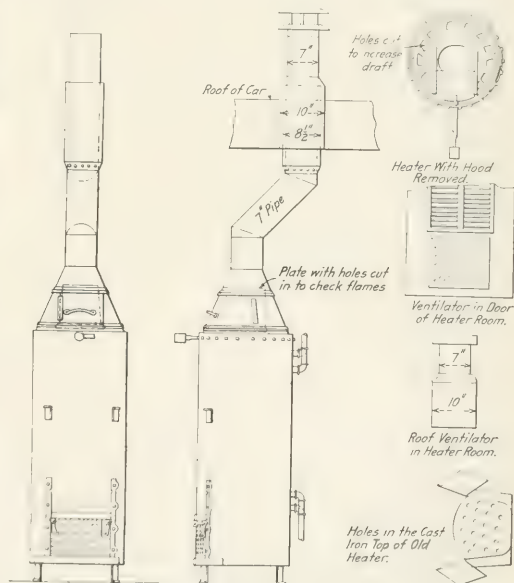 7"
Roof of Car
10"
8½"
7" Pipe
Plate with holes cut
in to check flames
Holes cut
to increase
draft
Heater With Hood
Removed.
Ventilator in Door
of Heater Room.
7"
10"
Roof Ventilator
in Heater Room.
Holes in the Cast
Iron Top of Old
Heater.